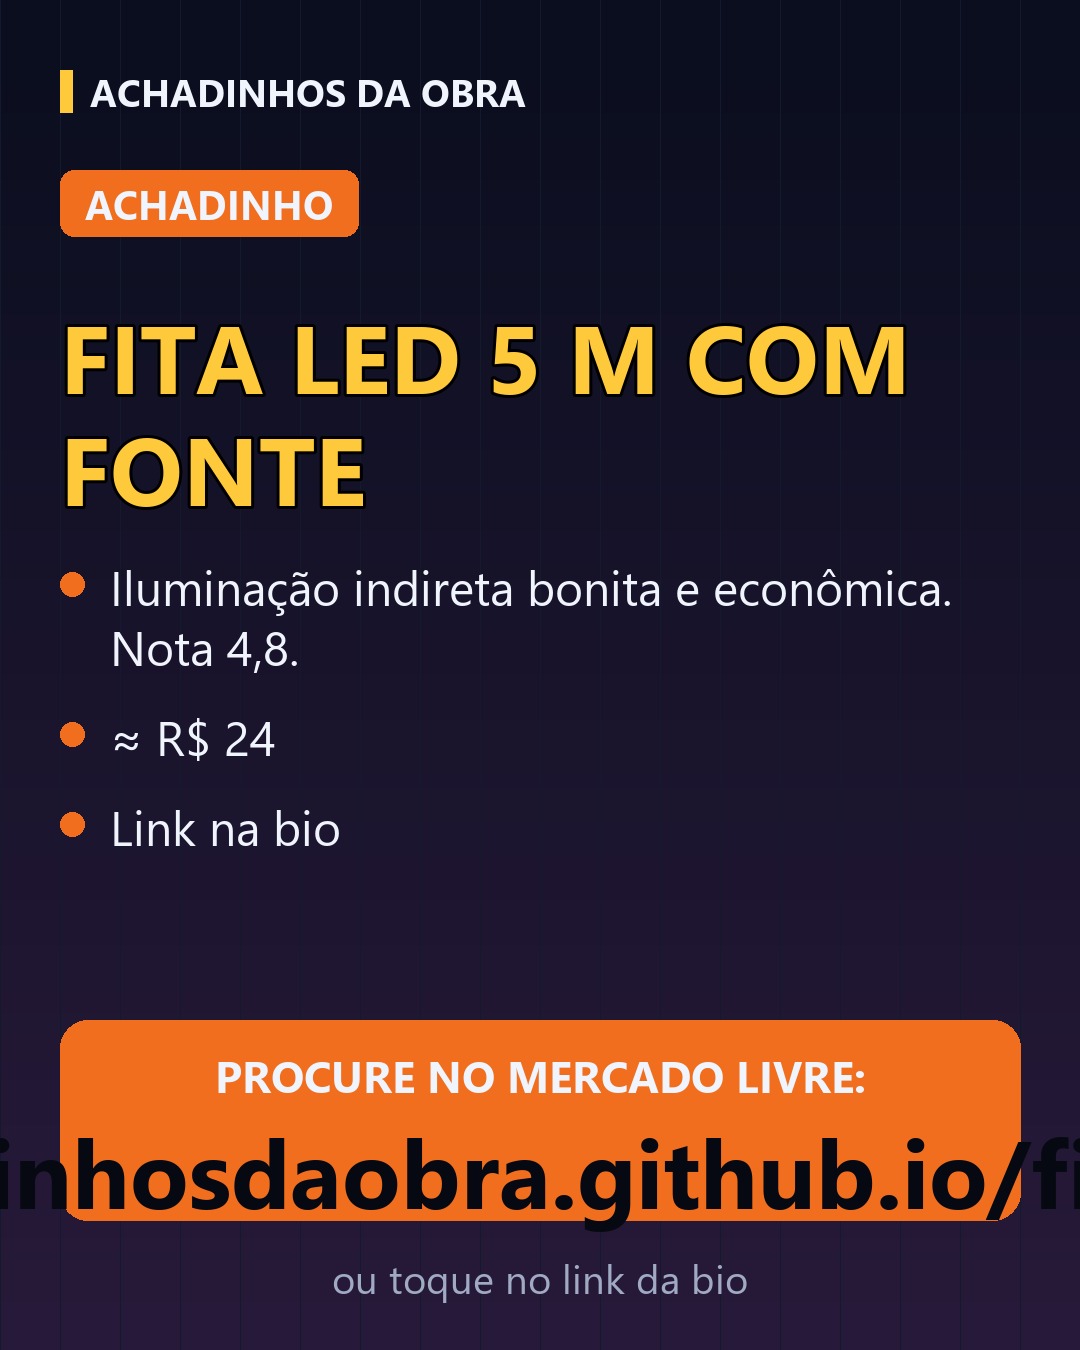 ACHADINHOS DA OBRA
ACHADINHO
FITA LED 5 M COM
FONTE
Iluminação indireta bonita e econômica.
Nota 4,8.
≈ R$ 24
Link na bio
PROCURE NO MERCADO LIVRE:
inhosdaobra.github.io/fi
ou toque no link da bio